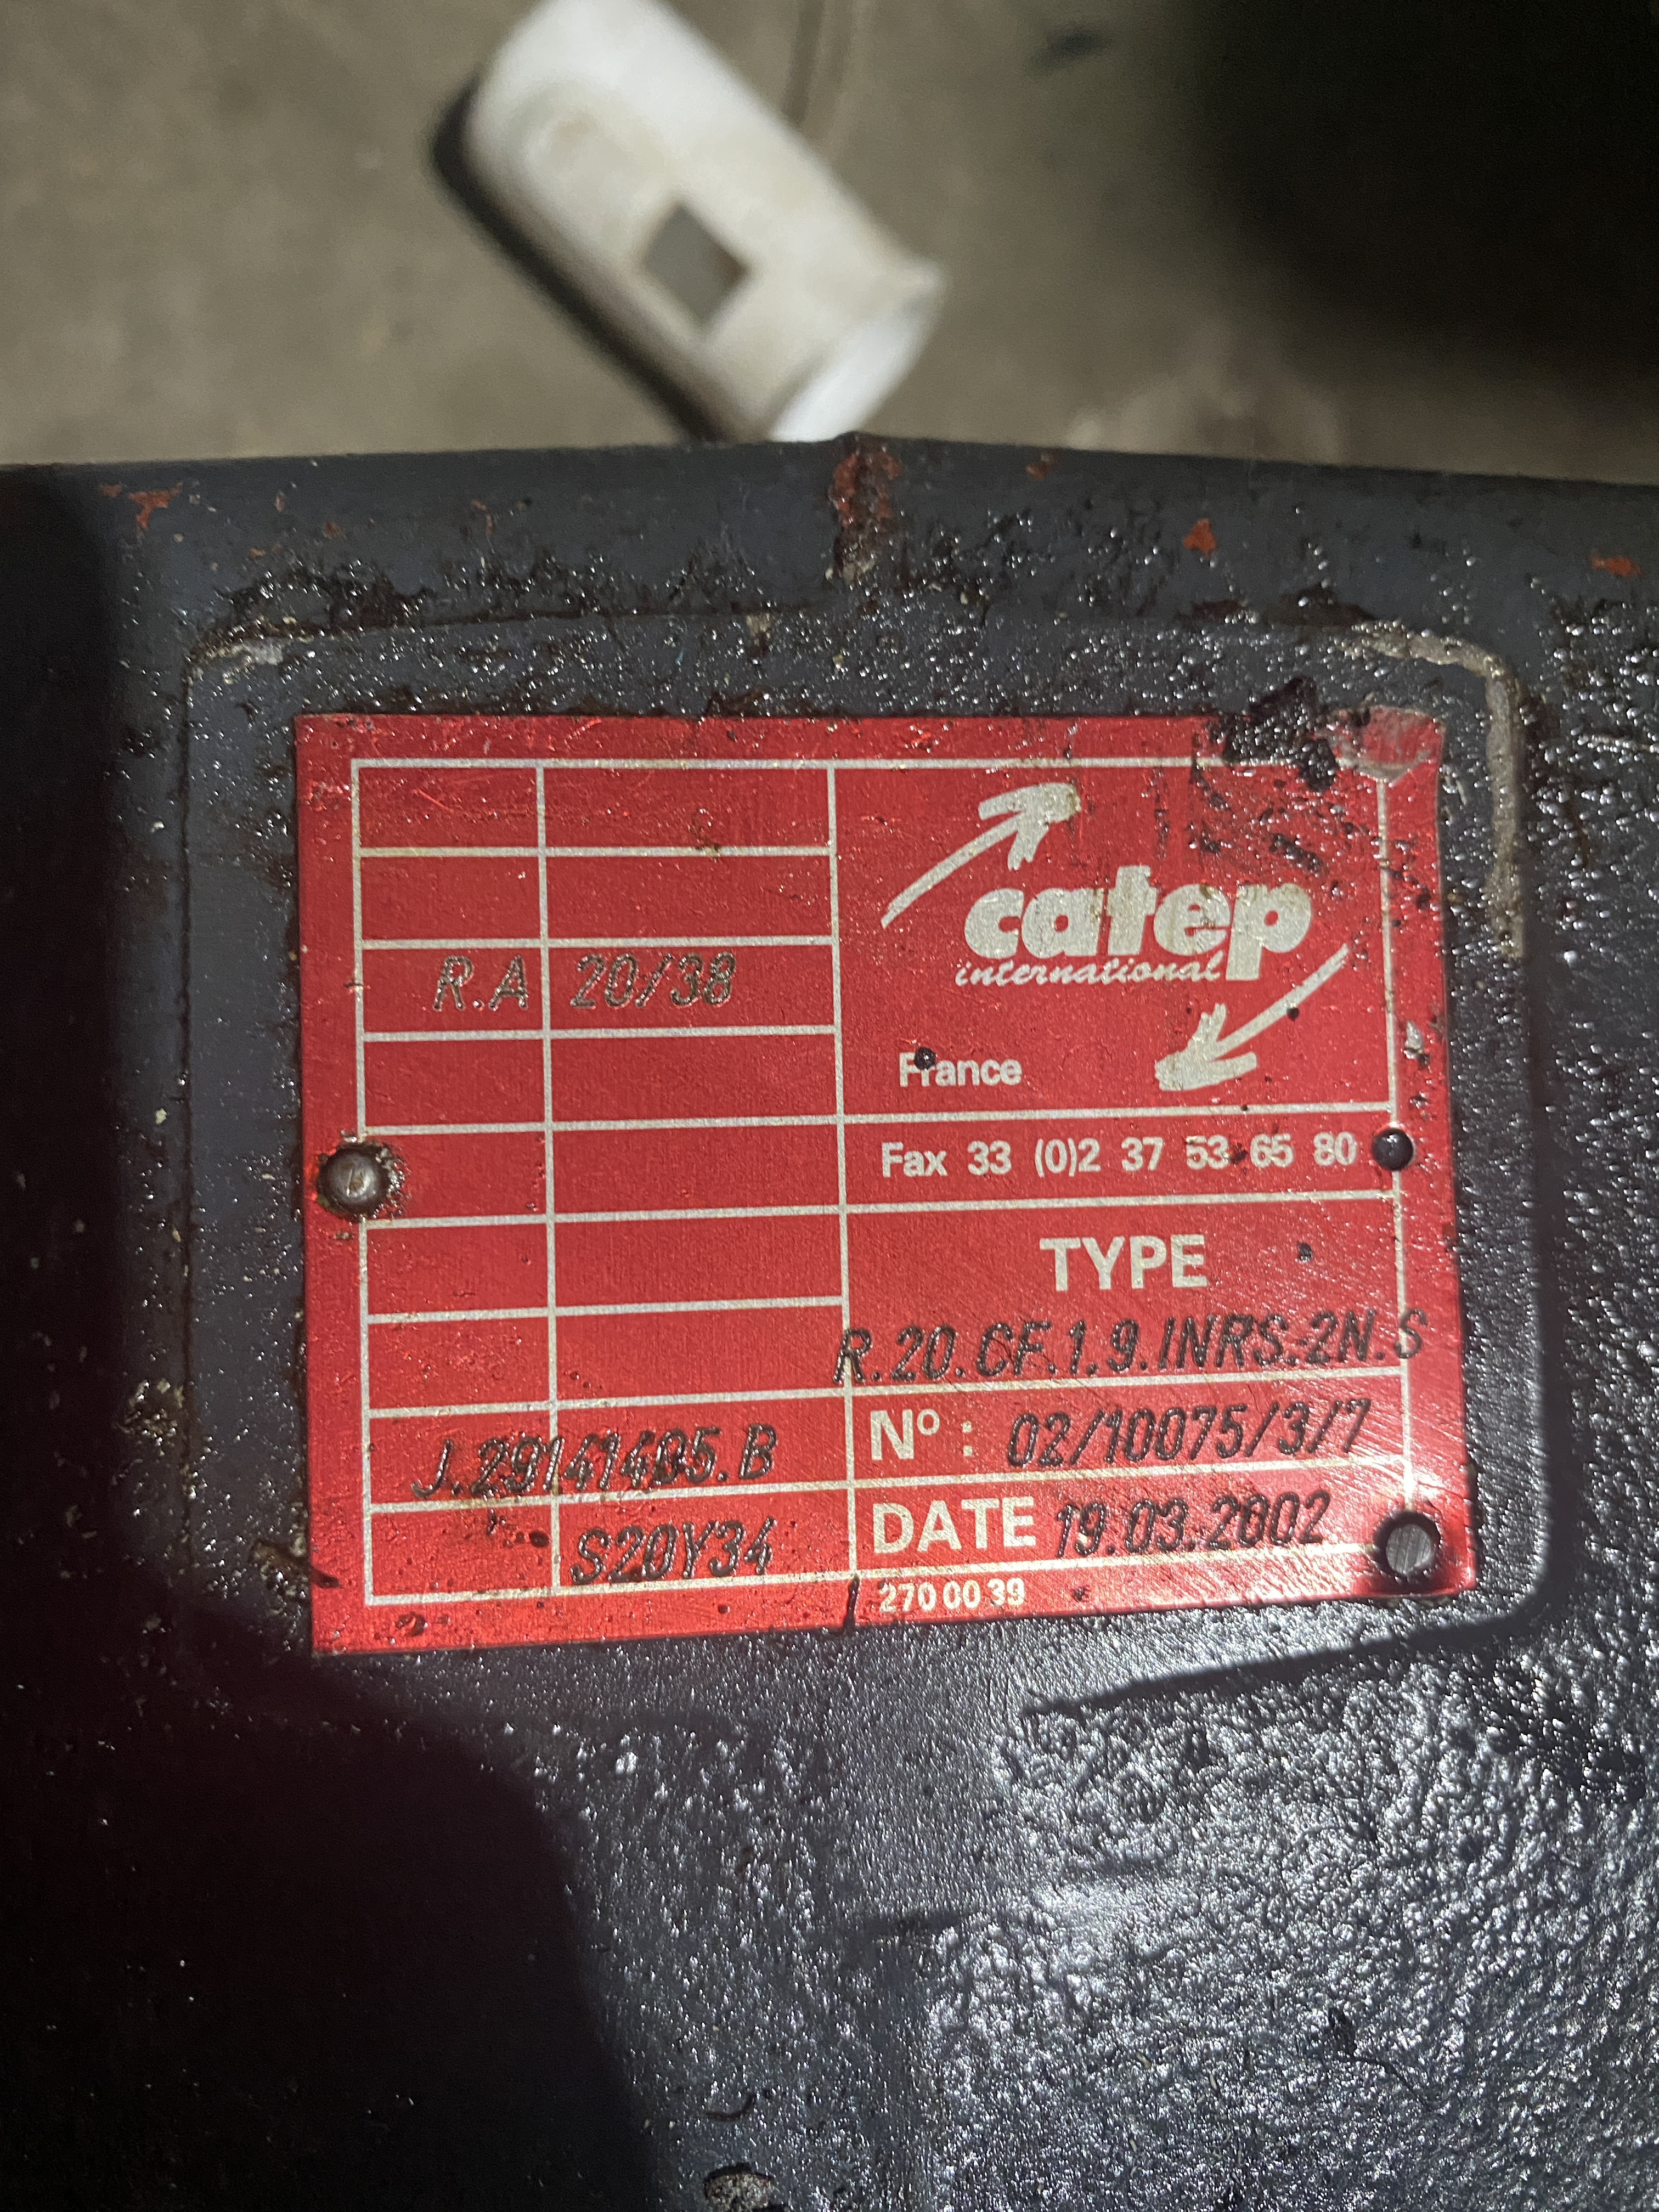 catep
international
France
Fax 33 (0)2 37 53 65 80
R.A 20/38
TYPE
R.20.CF.1.9.INRS.2N.S
Nº : 02/10075/3/7
DATE 19.03.2002
S20Y34
270 00 39